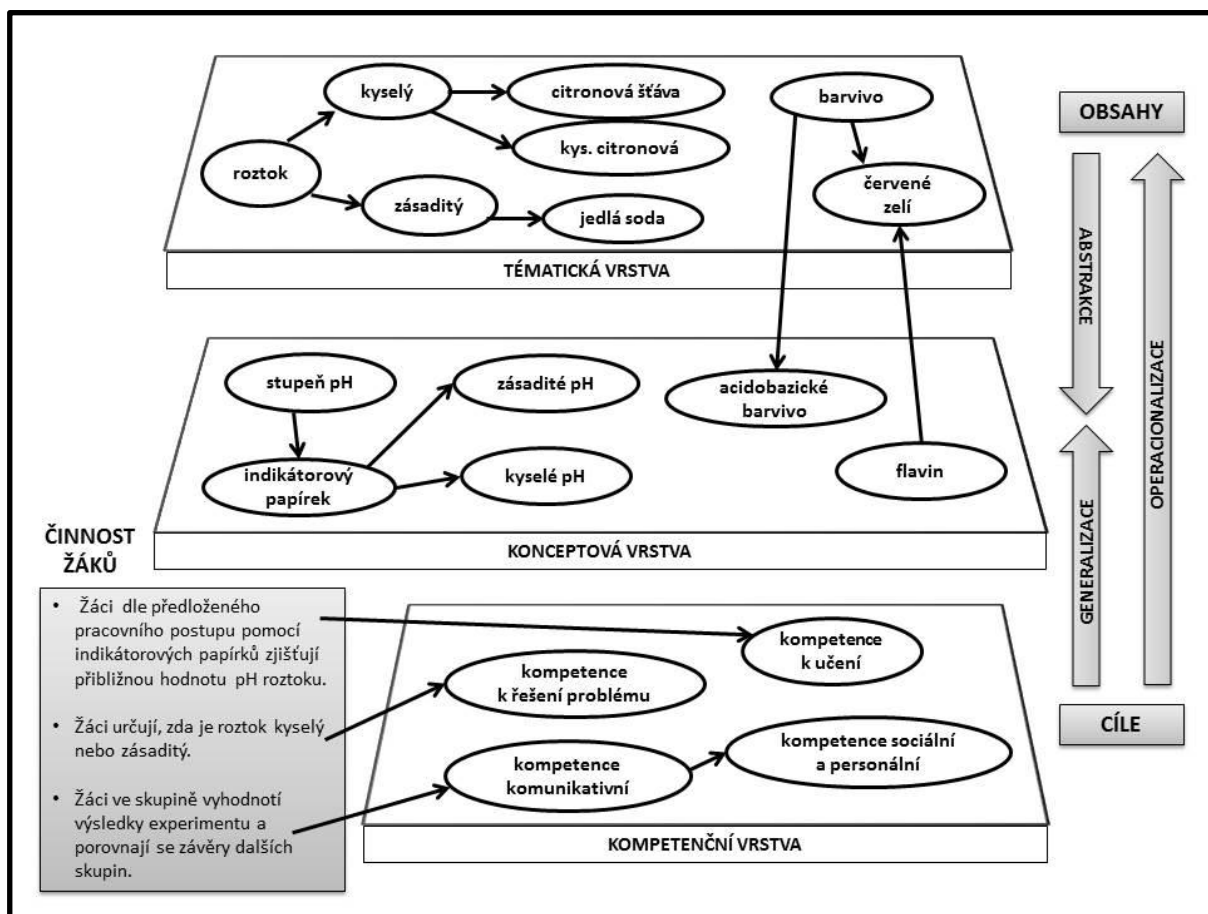 kyselý
citronová šťáva
barvivo
OBSAHY
kys. citronová
roztok
červené
zelí
zásaditý
jedlá soda
TÉMATICKÁ VRSTVA
ABSTRAKCE
OPERACIONALIZACE
stupeň pH
zásadité pH
acidobazické
barvivo
indikátorový
papírek
kyselé pH
flavin
GENERALIZACE
KONCEPTOVÁ VRSTVA
ČINNOST
ŽÁKŮ
• Žáci dle předloženého
pracovního postupu pomocí
indikátorových papírků zjišťují
přibližnou hodnotu pH roztoku.
• Žáci určují, zda je roztok kyselý
nebo zásaditý.
• Žáci ve skupině vyhodnotí
výsledky experimentu a
porovnají se závěry dalších
skupin.
kompetence
k učení
kompetence
k řešení problému
kompetence sociální
a personální
kompetence
komunikativní
CÍLE
KOMPETENČNÍ VRSTVA